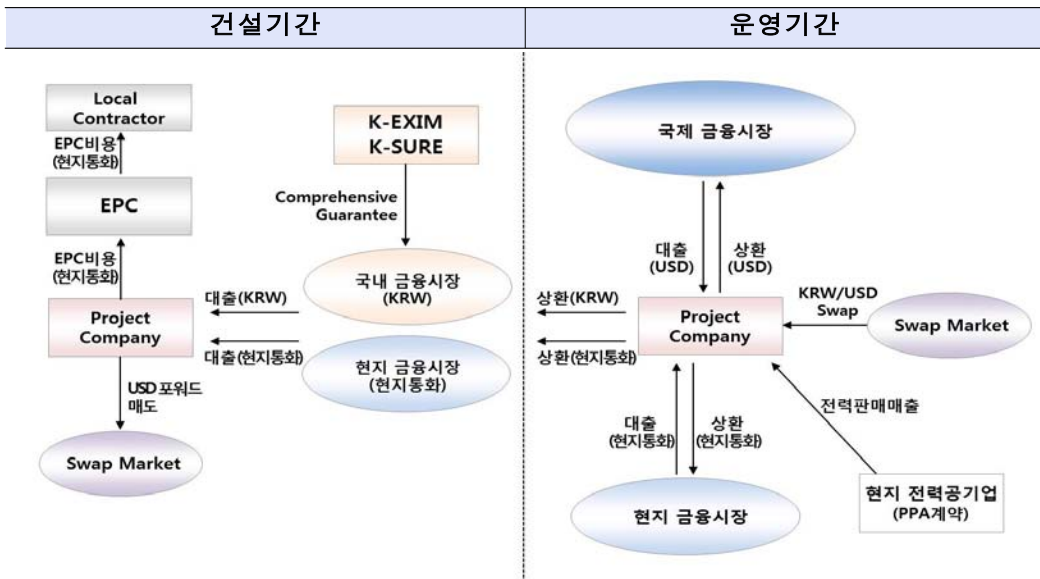 건설기간
운영기간
Local
Contractor
EPC비용
(현지통화)
EPC
EPC비용
(현지통화)
Project
Company
USD 포워드
매도
Swap Market
K-EXIM
K-SURE
Comprehensive
Guarantee
국내 금융시장
(KRW)
대출(KRW)
대출(현지통화)
현지 금융시장
(현지통화)
국제 금융시장
대출
(USD)
상환
(USD)
상환(KRW)
상환(현지통화)
Project
Company
KRW/USD
Swap
Swap Market
전력판매매출
대출
(현지통화)
상환
(현지통화)
현지 금융시장
현지 전력공기업
(PPA계약)